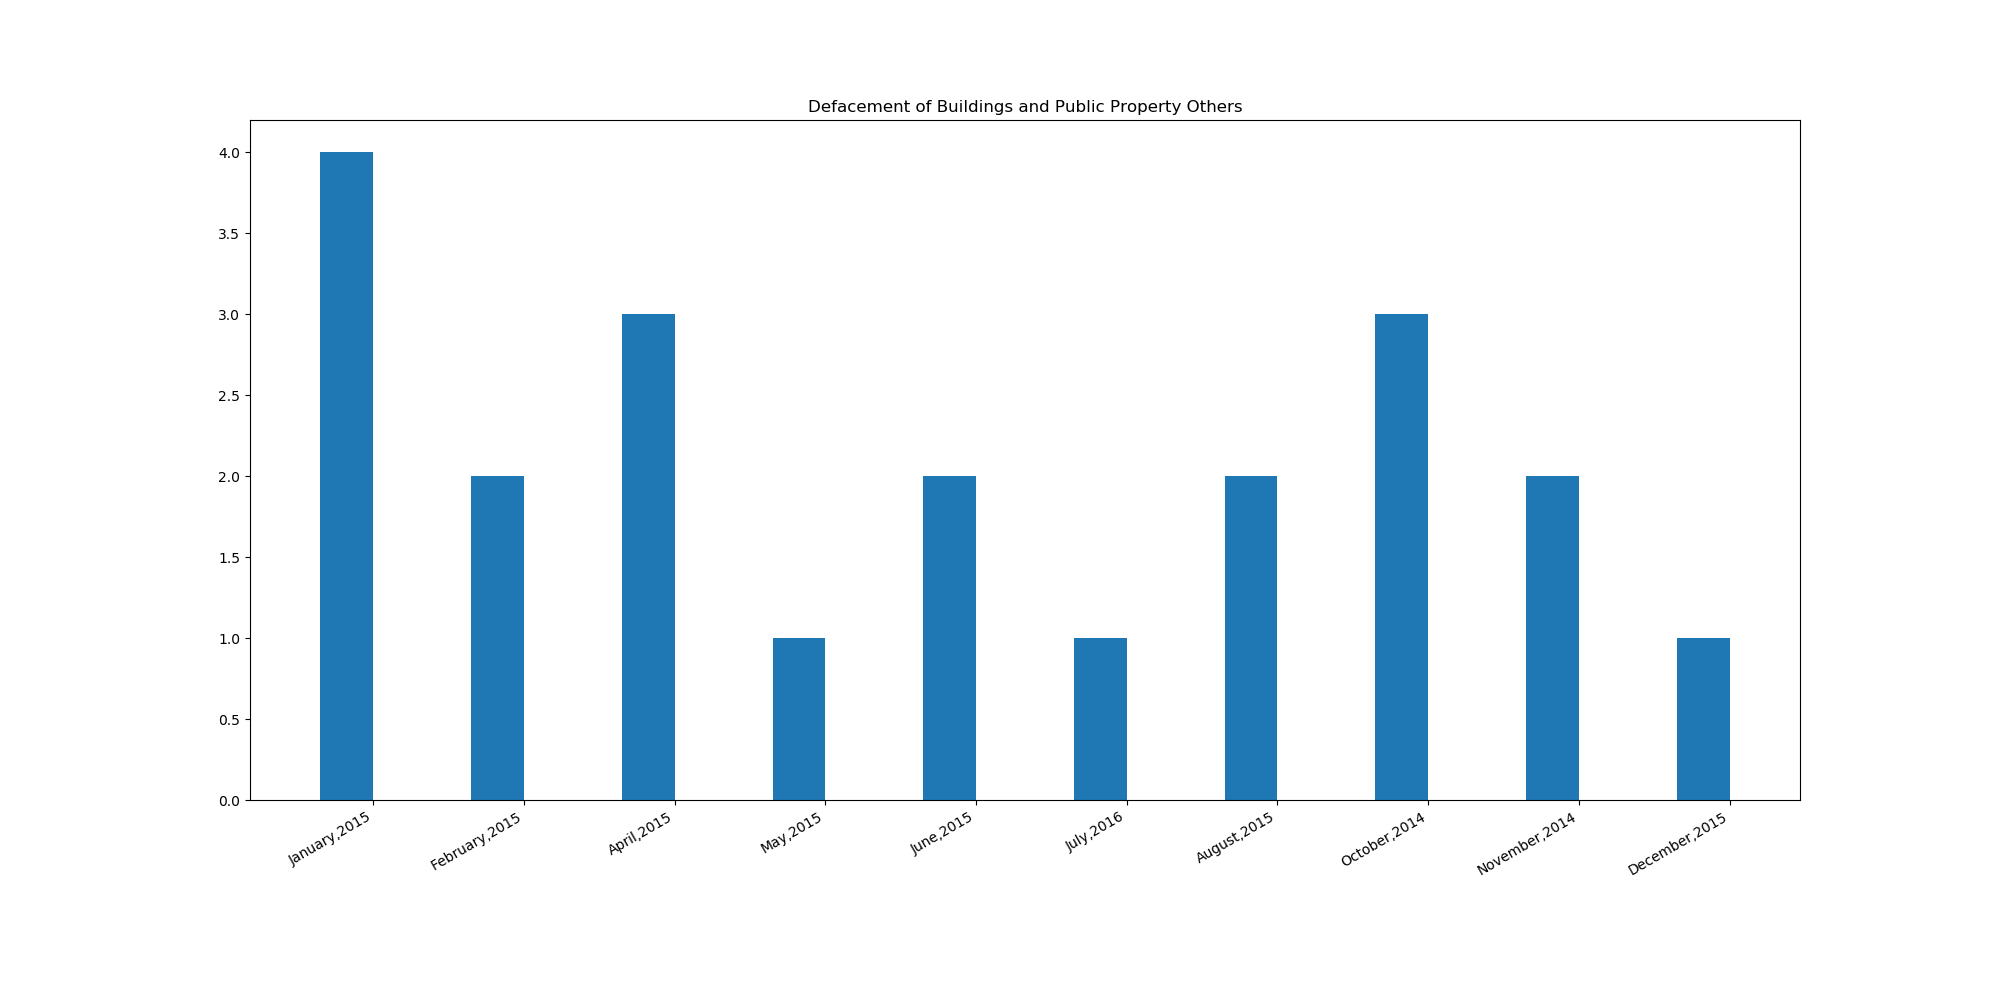 Defacement of Buildings and Public Property Others
4.0
3.5
3.0
2.5
2.0
1.5
1.0
0.5
0.0
January,2015
February,2015
April,2015
May,2015
June,2015
July,2016
August,2015
October,2014
November,2014
December,2015